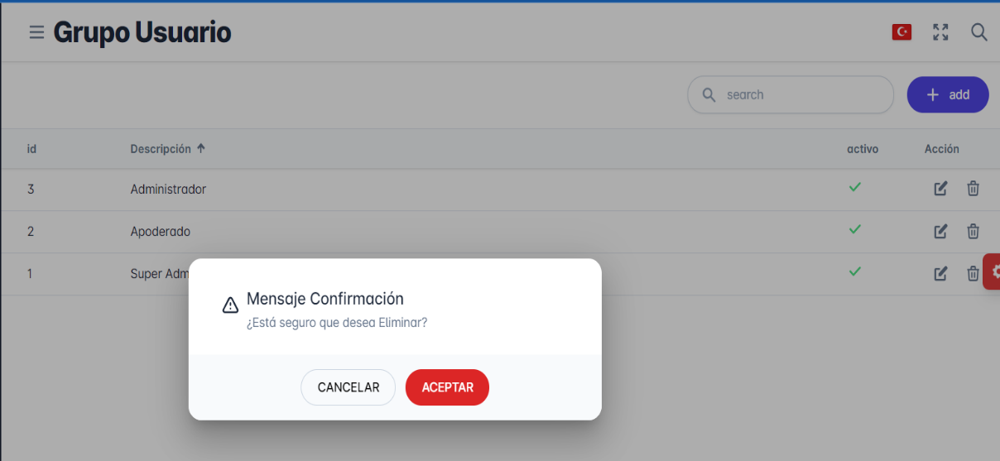 Grupo Usuario
search
+ add
id Descripción ↑ activo Acción
3 Administrador
2 Apoderado
1 Super Adm
Mensaje Confirmación
¿Está seguro que desea Eliminar?
CANCELAR ACEPTAR